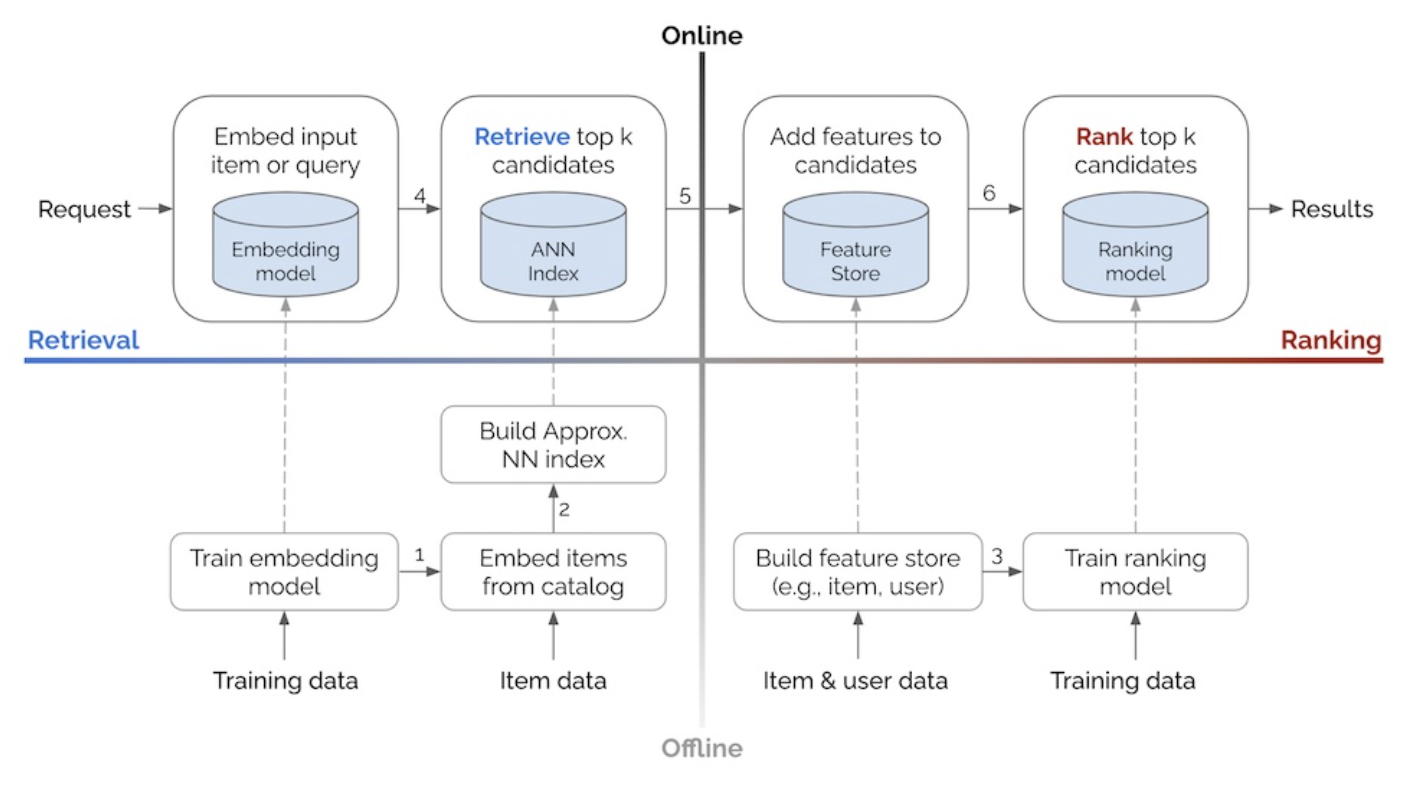 Online
Embed input
item or query
Retrieve top k
candidates
Add features to
candidates
Rank top k
candidates
Request
4
5
6
Results
Embedding
model
ANN
Index
Feature
Store
Ranking
model
Retrieval
Ranking
Build Approx.
NN index
2
Train embedding
model
1
Embed items
from catalog
Build feature store
(e.g., item, user)
3
Train ranking
model
Training data
Item data
Item & user data
Training data
Offline